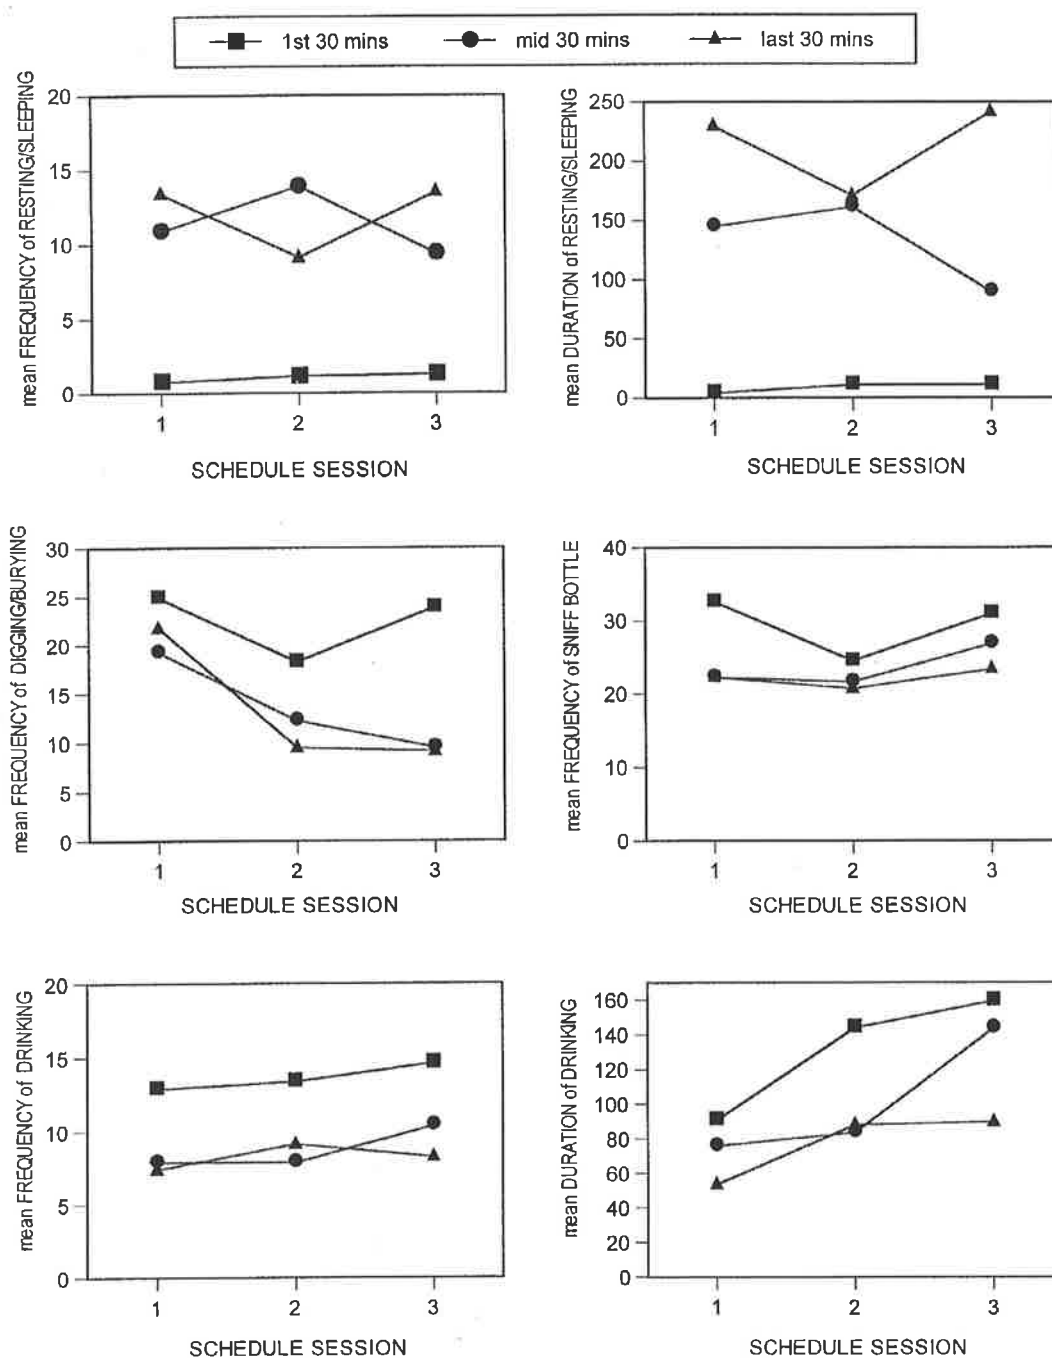 1st 30 mins mid 30 mins last 30 mins
mean FREQUENCY of RESTING/SLEEPING
20
15
10
5
0
1 2 3
SCHEDULE SESSION
mean DURATION of RESTING/SLEEPING
250
200
150
100
50
0
1 2 3
SCHEDULE SESSION
mean FREQUENCY of DIGGING/BURYING
30
25
20
15
10
5
0
1 2 3
SCHEDULE SESSION
mean FREQUENCY of SNIFF BOTTLE
40
30
20
10
0
1 2 3
SCHEDULE SESSION
mean FREQUENCY of DRINKING
20
15
10
5
0
1 2 3
SCHEDULE SESSION
mean DURATION of DRINKING
160
140
120
100
80
60
40
20
0
1 2 3
SCHEDULE SESSION